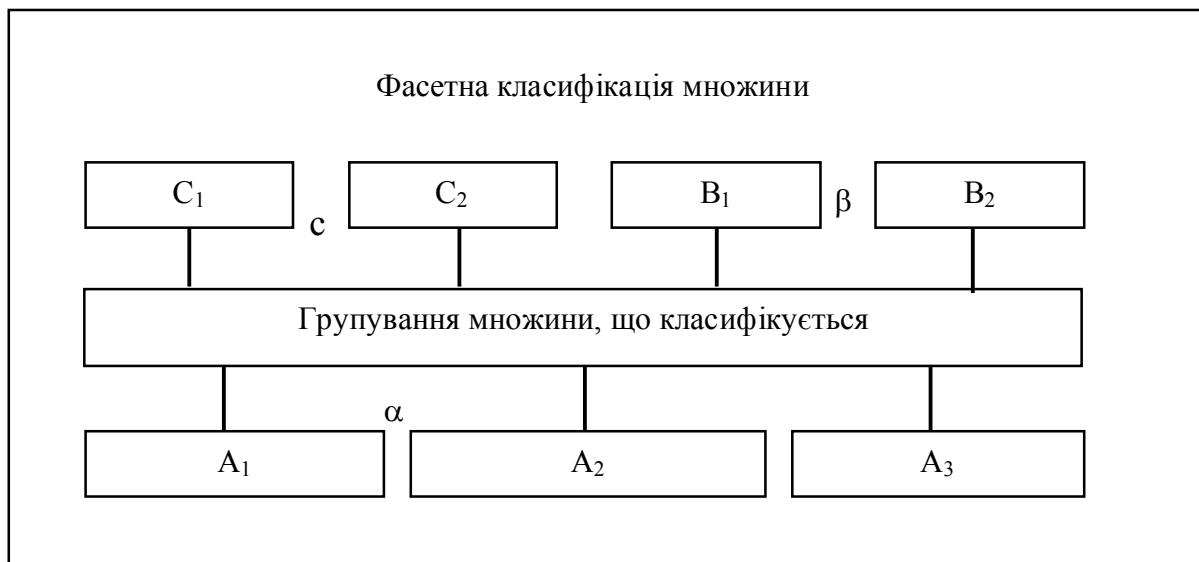 Фасетна класифікація множини
C₁ C₂ B₁ β B₂
c
Групування множини, що класифікується
α
A₁ A₂ A₃